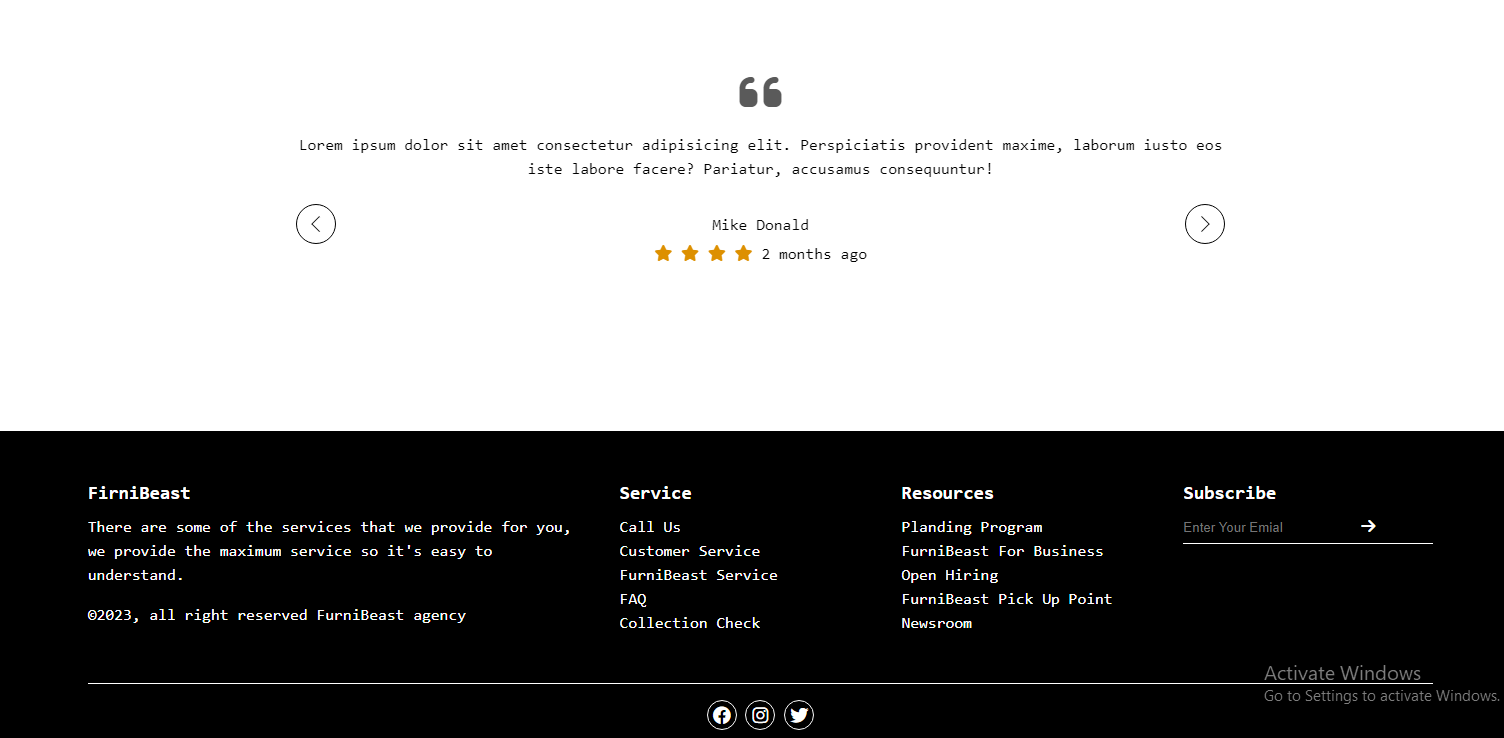 Lorem ipsum dolor sit amet consectetur adipisicing elit. Perspiciatis provident maxime, laborum iusto eos
iste labore facere? Pariatur, accusamus consequuntur!
Mike Donald
2 months ago
FirniBeast
There are some of the services that we provide for you,
we provide the maximum service so it's easy to
understand.
©2023, all right reserved FurniBeast agency
Service
Call Us
Customer Service
FurniBeast Service
FAQ
Collection Check
Resources
Planding Program
FurniBeast For Business
Open Hiring
FurniBeast Pick Up Point
Newsroom
Subscribe
Enter Your Emial
Activate Windows
Go to Settings to activate Windows.